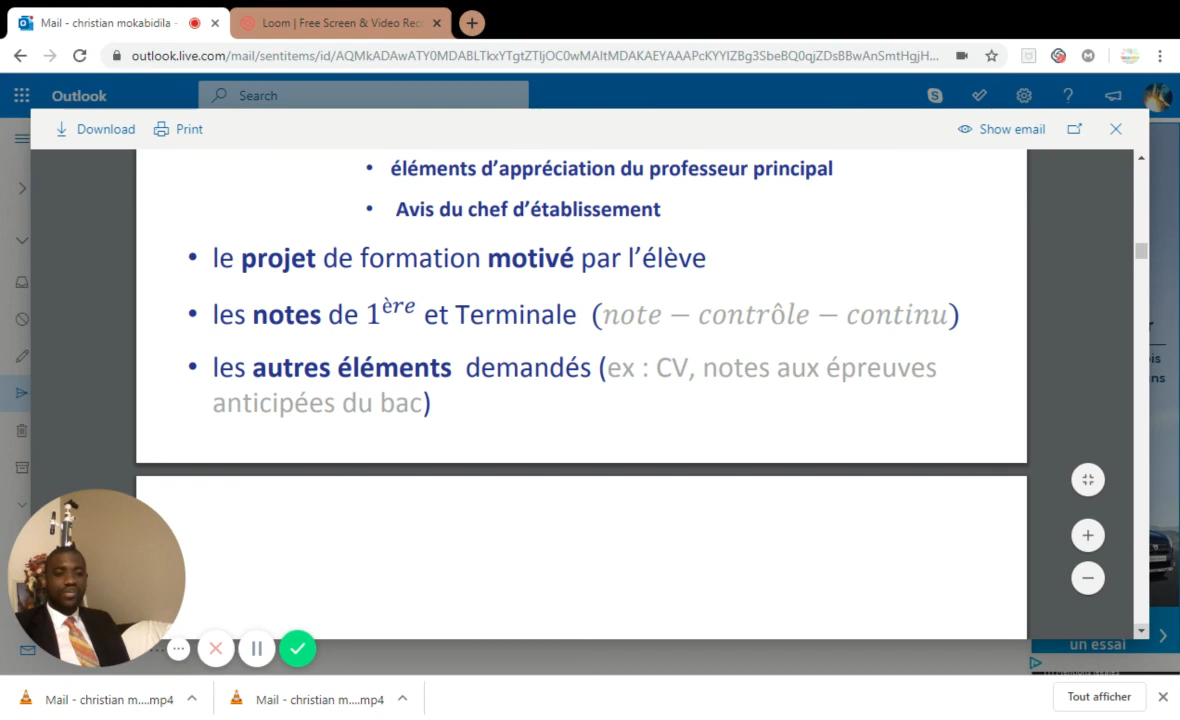 Mail - christian mokabidila -
Loom | Free Screen & Video Rec
outlook.live.com/mail/sentitems/id/AQMkADAwATY0MDABLTkxYTgtZTljOC0wMAItMDAKAEYAAAPcKYYIZBg3SbeBQ0qjZDsBBwAnSmtHgjH...
Outlook
Search
Download
Print
Show email
• éléments d’appréciation du professeur principal
• Avis du chef d’établissement
• le projet de formation motivé par l’élève
• les notes de 1ère et Terminale (note − contrôle − continu)
• les autres éléments demandés (ex : CV, notes aux épreuves
anticipées du bac)
is
ns
un essai
Mail - christian m....mp4
Mail - christian m....mp4
Tout afficher